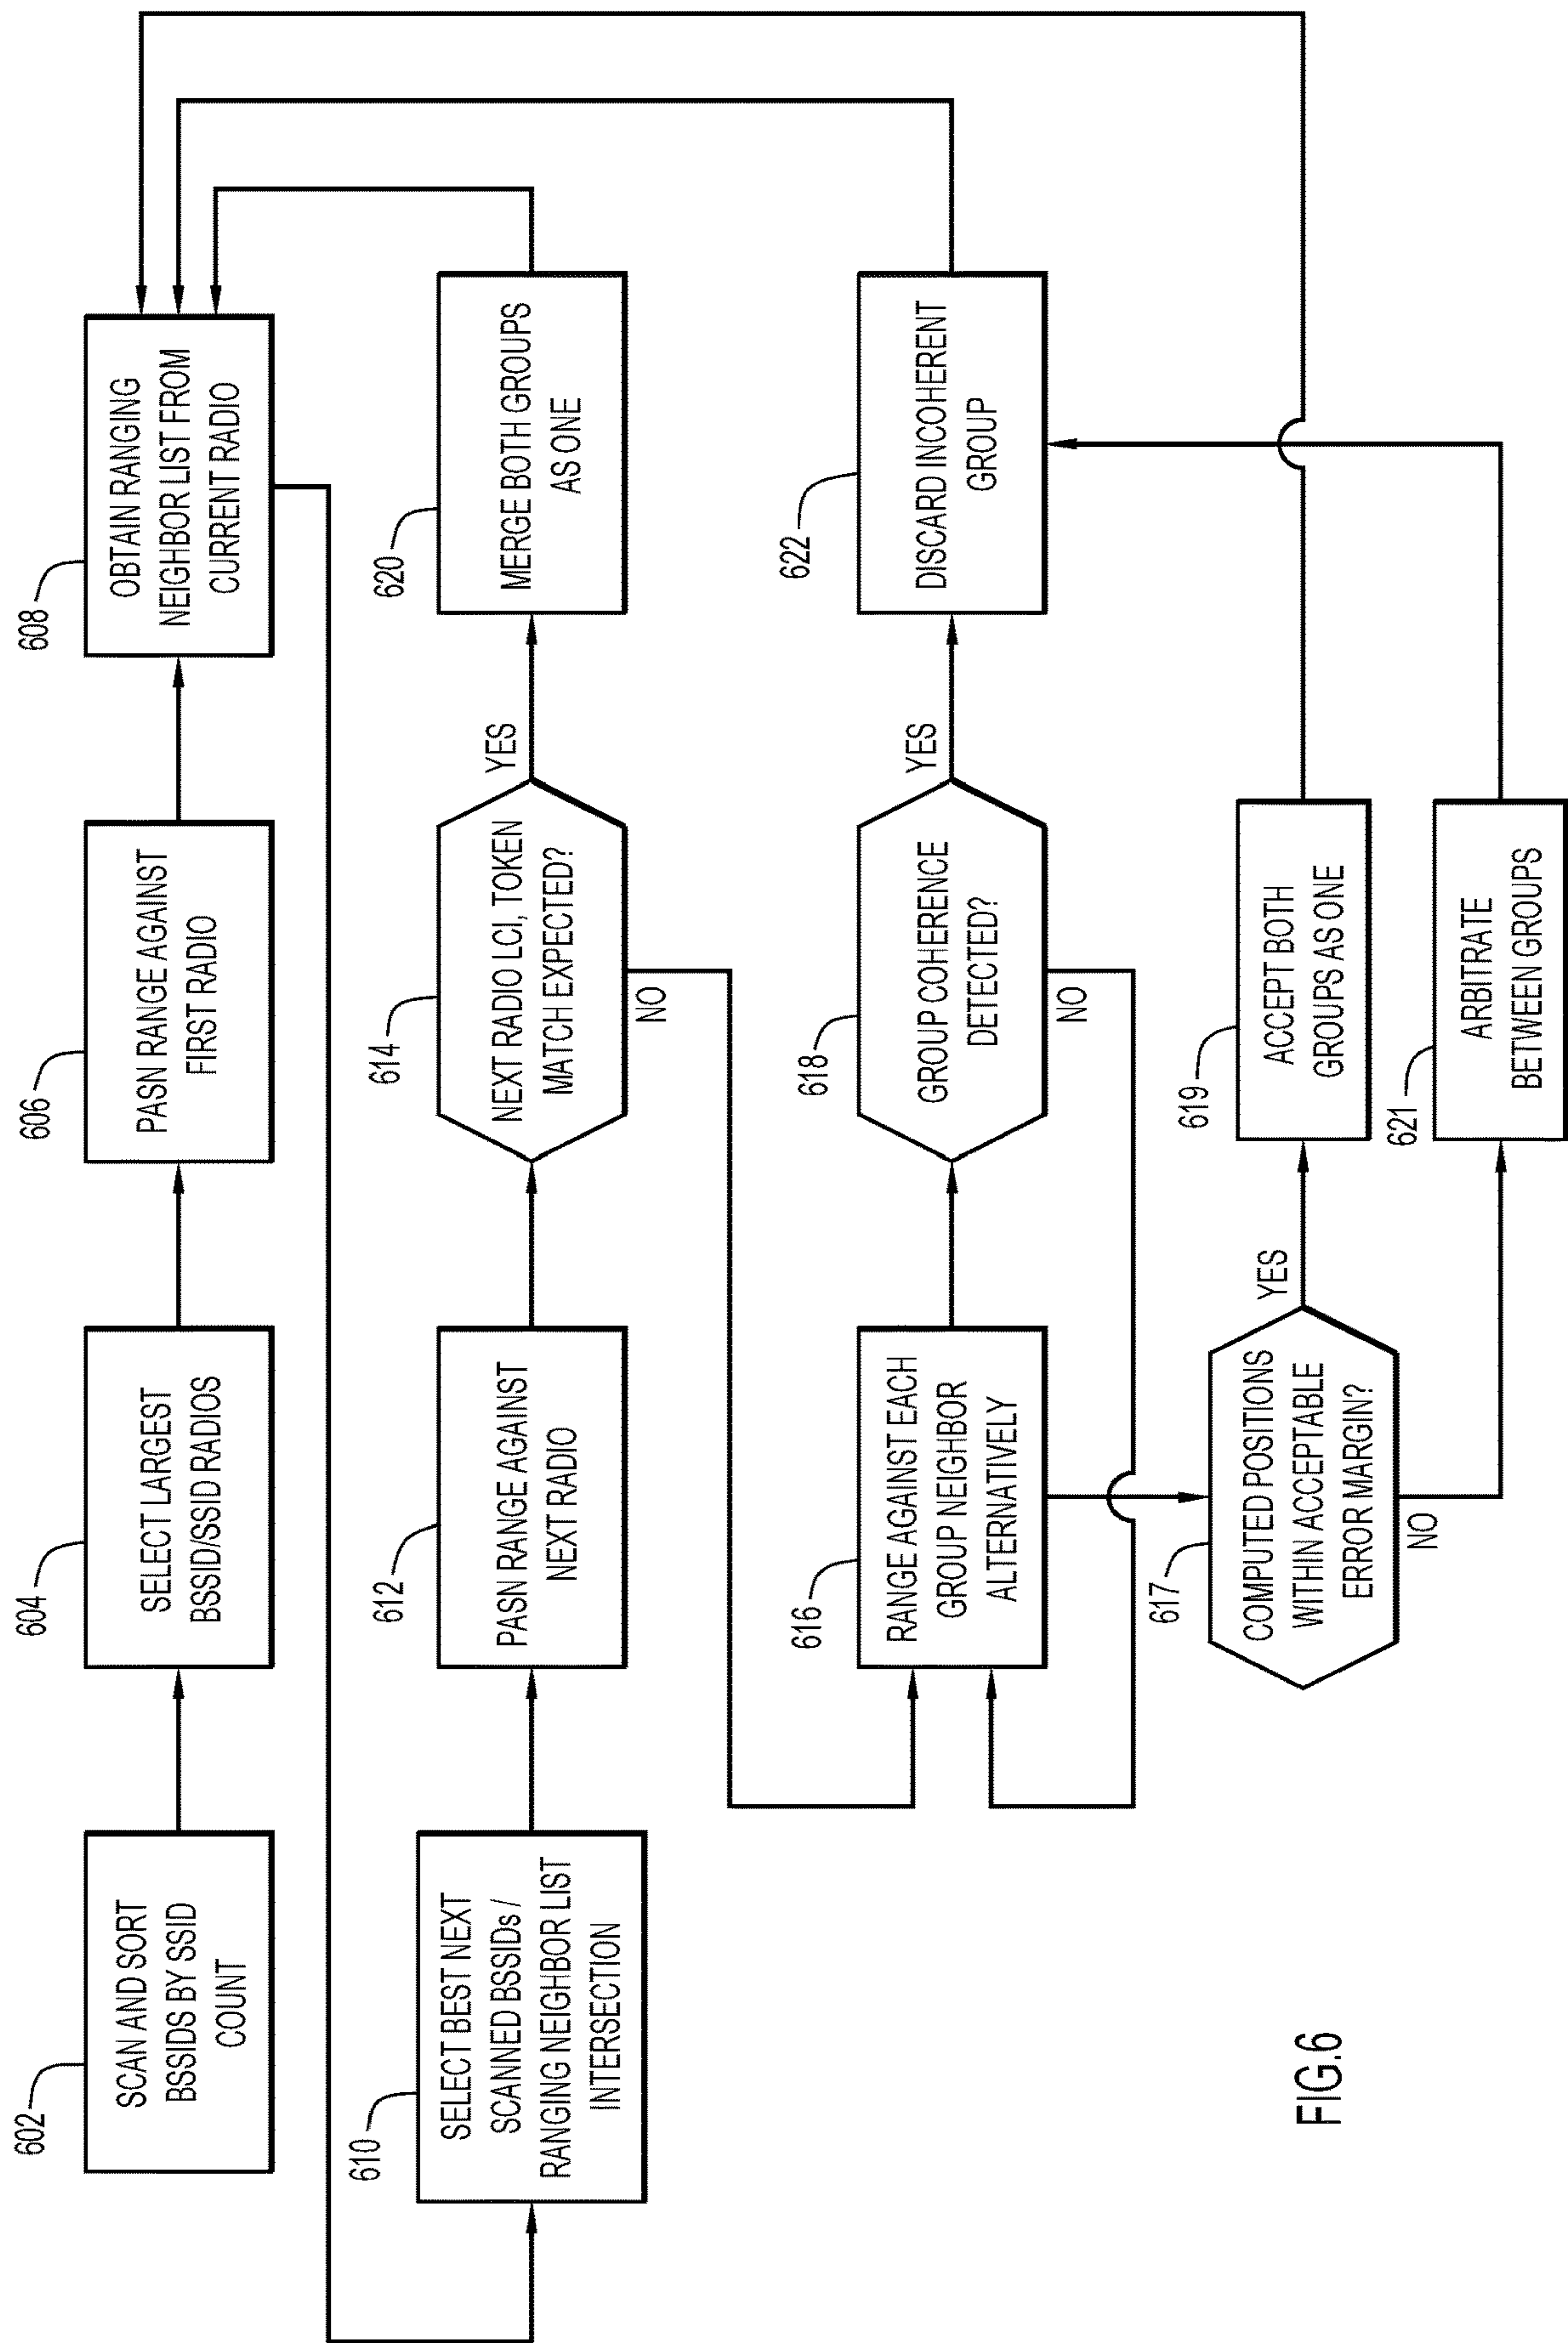 602
SCAN AND SORT
BSSIDS BY SSID
COUNT
604
SELECT LARGEST
BSSID/SSID RADIOS
606
PASN RANGE AGAINST
FIRST RADIO
608
OBTAIN RANGING
NEIGHBOR LIST FROM
CURRENT RADIO
610
SELECT BEST NEXT
SCANNED BSSIDs /
RANGING NEIGHBOR LIST
INTERSECTION
612
PASN RANGE AGAINST
NEXT RADIO
614
NEXT RADIO LCI, TOKEN
MATCH EXPECTED?
YES
NO
620
MERGE BOTH GROUPS
AS ONE
616
RANGE AGAINST EACH
GROUP NEIGHBOR
ALTERNATIVELY
618
GROUP COHERENCE
DETECTED?
YES
NO
622
DISCARD INCOHERENT
GROUP
617
COMPUTED POSITIONS
WITHIN ACCEPTABLE
ERROR MARGIN?
YES
NO
619
ACCEPT BOTH
GROUPS AS ONE
621
ARBITRATE
BETWEEN GROUPS
FIG.6